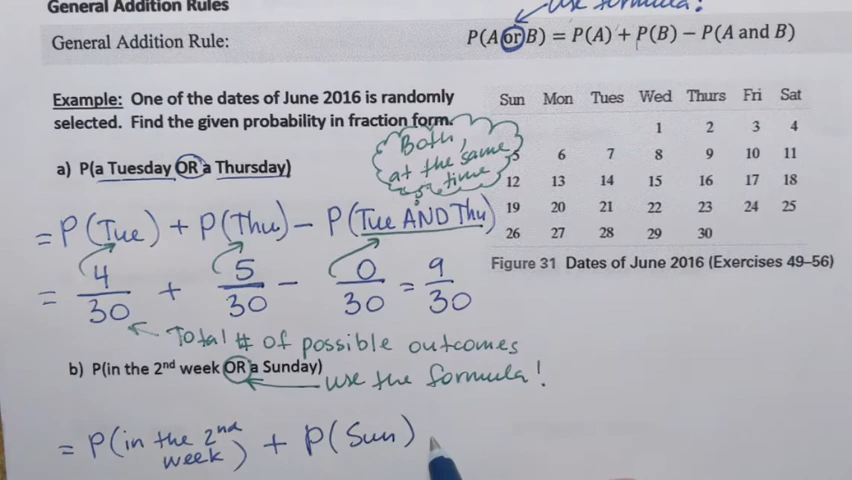 General Addition Rules
use formula!
General Addition Rule: P(A or B) = P(A) + P(B) − P(A and B)
Example: One of the dates of June 2016 is randomly
selected. Find the given probability in fraction form.
Both,
at the same
time
a) P(a Tuesday OR a Thursday)
= P(Tue) + P(Thu) − P(Tue AND Thu)
= 4/30 + 5/30 − 0/30 = 9/30
Total # of possible outcomes
Sun Mon Tues Wed Thurs Fri Sat
1 2 3 4
5 6 7 8 9 10 11
12 13 14 15 16 17 18
19 20 21 22 23 24 25
26 27 28 29 30
Figure 31 Dates of June 2016 (Exercises 49–56)
b) P(in the 2nd week OR a Sunday)
use the formula!
= P(in the 2nd week) + P(Sun)